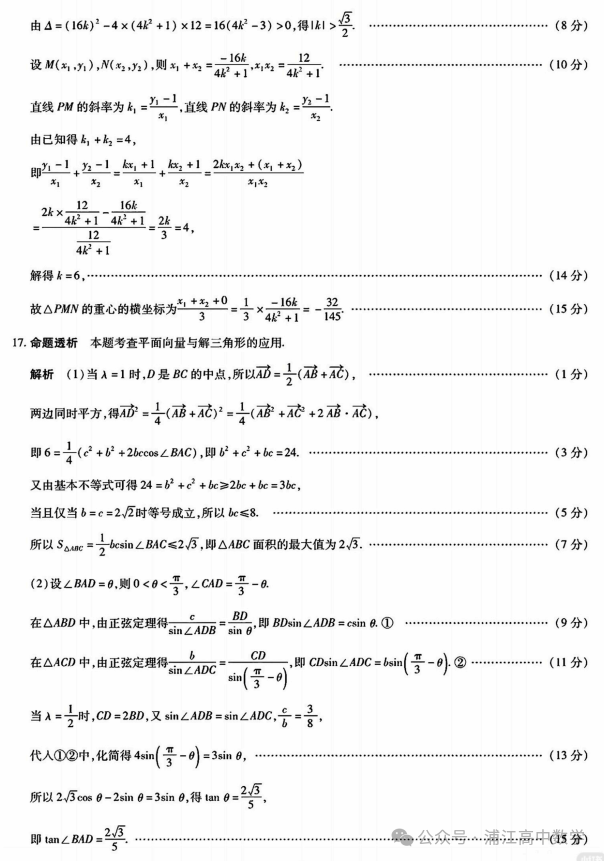 由Δ=(16k)²-4×(4k²+1)×12=16(4k²-3)>0,得|k|>√3/2. ……(8分)
设M(x₁,y₁),N(x₂,y₂),则x₁+x₂=-16k/(4k²+1),x₁x₂=12/(4k²+1). ……(10分)
直线PM的斜率为k₁=(y₁-1)/x₁,直线PN的斜率为k₂=(y₂-1)/x₂.
由已知得k₁+k₂=4,
即(y₁-1)/x₁+(y₂-1)/x₂=(kx₁+1)/x₁+(kx₂+1)/x₂=(2kx₁x₂+(x₁+x₂))/(x₁x₂)
=(2k×12/(4k²+1)-16k/(4k²+1))/(12/(4k²+1))=2k/3=4,
解得k=6,……(14分)
故△PMN的重心的横坐标为(x₁+x₂+0)/3=1/3×(-16k)/(4k²+1)=-32/145. ……(15分)
17.命题透析 本题考查平面向量与解三角形的应用.
解析 (1)当λ=1时,D是BC的中点,所以→AD=1/2(→AB+→AC), ……(1分)
两边同时平方,得→AD²=1/4(→AB+→AC)²=1/4(→AB²+→AC²+2→AB·→AC),
即6=1/4(c²+b²+2bccos∠BAC),即b²+c²+bc=24. ……(3分)
又由基本不等式可得24=b²+c²+bc≥2bc+bc=3bc,
当且仅当b=c=2√2时等号成立,所以bc≤8. ……(5分)
所以S△ABC=1/2bcsin∠BAC≤2√3,即△ABC面积的最大值为2√3. ……(7分)
(2)设∠BAD=θ,则0<θ<π/3,∠CAD=π/3-θ.
在△ABD中,由正弦定理得c/sin∠ADB=BD/sin θ,即BDsin∠ADB=csin θ.① ……(9分)
在△ACD中,由正弦定理得b/sin∠ADC=CD/sin(π/3-θ),即CDsin∠ADC=bsin(π/3-θ).② ……(11分)
当λ=1/2时,CD=2BD,又sin∠ADB=sin∠ADC,c/b=3/8,
代入①②中,化简得4sin(π/3-θ)=3sin θ, ……(13分)
所以2√3cos θ-2sin θ=3sin θ,得tan θ=2√3/5,
即tan∠BAD=2√3/5. ……(15分)
公众号·浦江高中数学